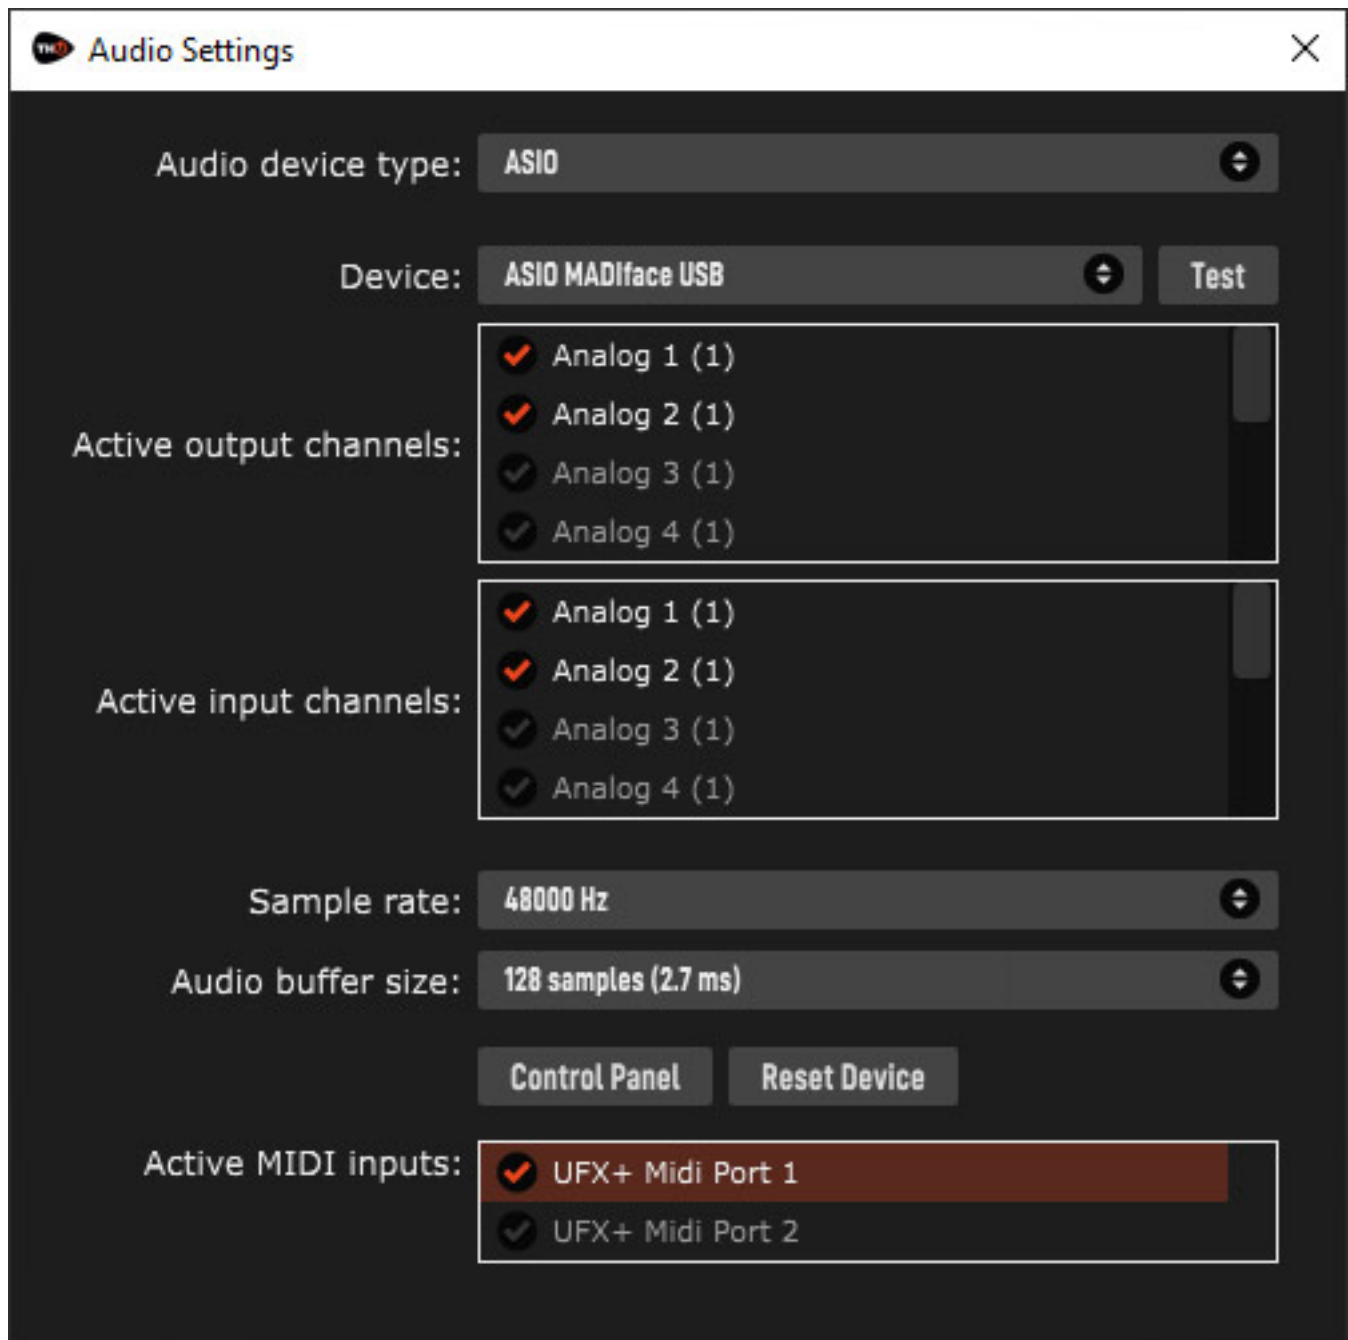 THU Audio Settings
Audio device type: ASIO
Device: ASIO MADIface USB Test
Active output channels:
Analog 1 (1)
Analog 2 (1)
Analog 3 (1)
Analog 4 (1)
Active input channels:
Analog 1 (1)
Analog 2 (1)
Analog 3 (1)
Analog 4 (1)
Sample rate: 48000 Hz
Audio buffer size: 128 samples (2.7 ms)
Control Panel Reset Device
Active MIDI inputs: UFX+ Midi Port 1
UFX+ Midi Port 2